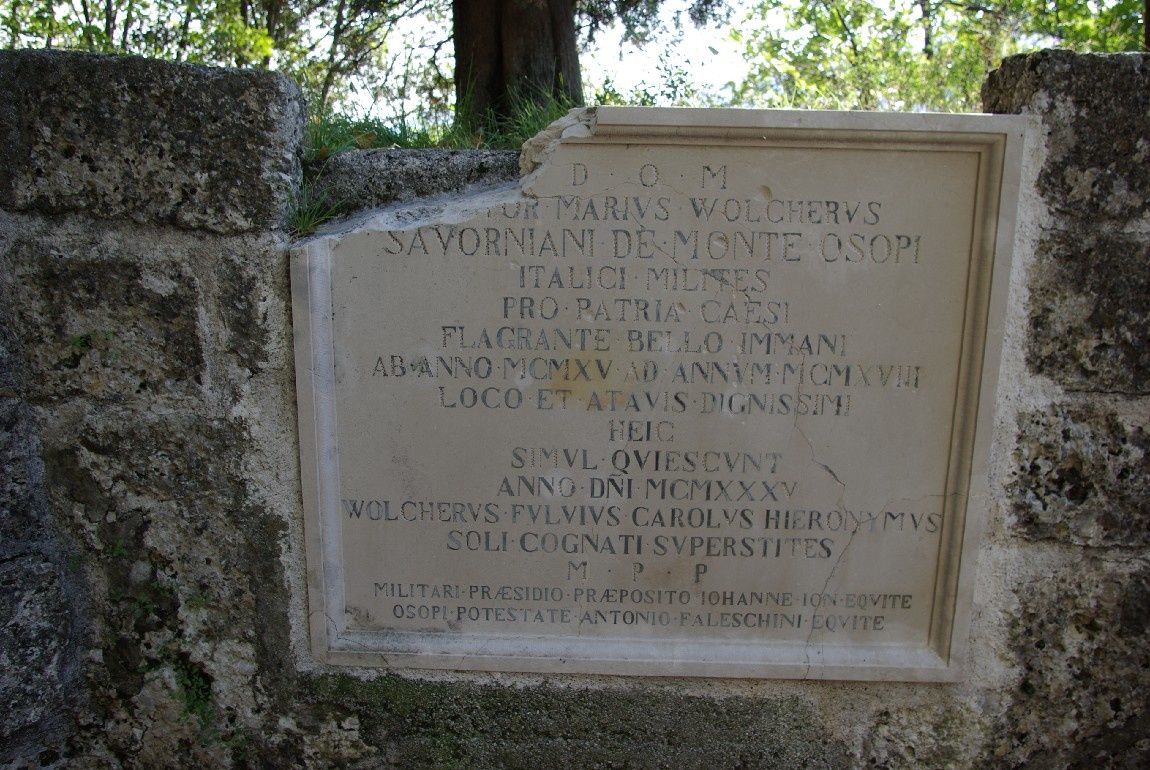 D · O · M
MARIVS · WOLCHERVS
SAVORNIANI · DE · MONTE · OSOPI
ITALICI · MILITES
PRO · PATRIA · CAESI
FLAGRANTE · BELLO · IMMANI
AB · ANNO · MCMXV · AD · ANNVM · MCMXVIII
LOCO · ET · ATAVIS · DIGNISSIMI
HEIC
SIMVL · QVIESCVNT
ANNO · DÑI · MCMXXXV
WOLCHERVS · FVLVIVS · CAROLVS · HIERONYMVS
SOLI · COGNATI · SVPERSTITES
M · P · P
MILITARI · PRÆSIDIO · PRÆPOSITO · IOHANNE · ION · EQVITE
OSOPI · POTESTATE · ANTONIO · FALESCHINI · EQVITE